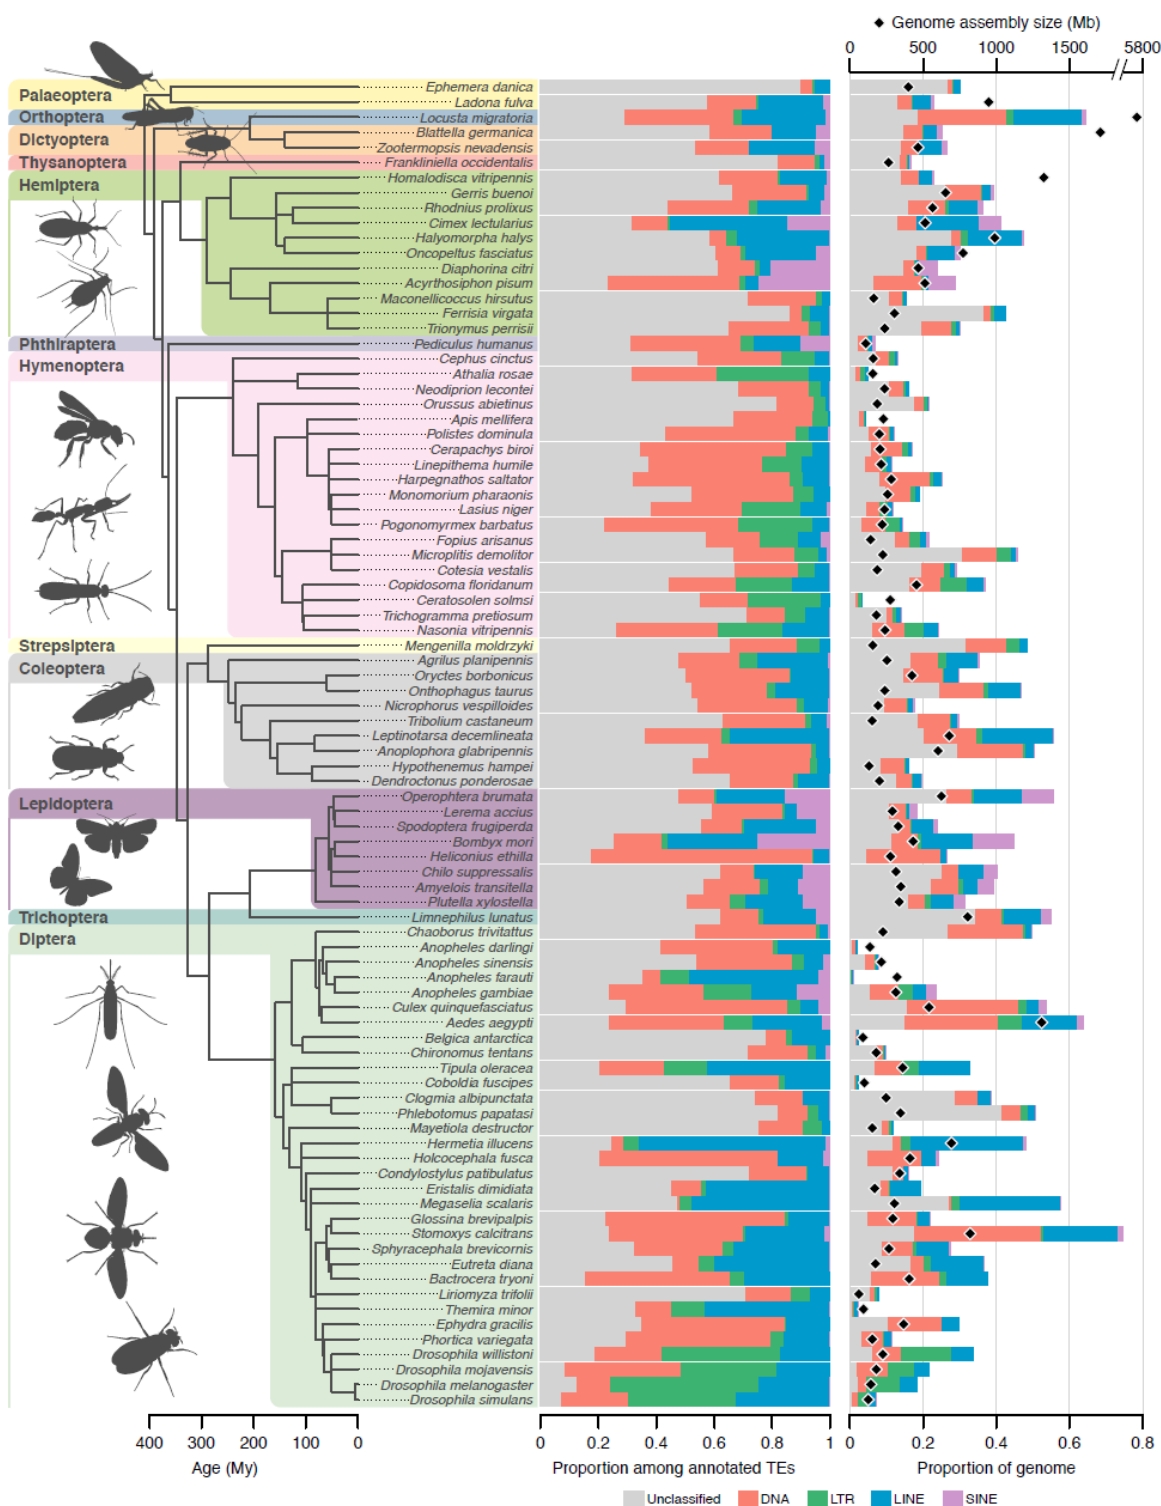 Genome assembly size (Mb)
0 500 1000 1500 5800
Palaeoptera
Orthoptera
Dictyoptera
Thysanoptera
Hemiptera
Phthiraptera
Hymenoptera
Strepsiptera
Coleoptera
Lepidoptera
Trichoptera
Diptera
Ephemera danica
Ladona fulva
Locusta migratoria
Blattella germanica
Zootermopsis nevadensis
Frankliniella occidentalis
Homalodisca vitripennis
Gerris buenoi
Rhodnius prolixus
Cimex lectularius
Halyomorpha halys
Oncopeltus fasciatus
Diaphorina citri
Acyrthosiphon pisum
Maconellicoccus hirsutus
Ferrisia virgata
Trionymus perrisii
Pediculus humanus
Cephus cinctus
Athalia rosae
Neodiprion lecontei
Orussus abietinus
Apis mellifera
Polistes dominula
Cerapachys biroi
Linepithema humile
Harpegnathos saltator
Monomorium pharaonis
Lasius niger
Pogonomyrmex barbatus
Fopius arisanus
Microplitis demolitor
Cotesia vestalis
Copidosoma floridanum
Ceratosolen solmsi
Trichogramma pretiosum
Nasonia vitripennis
Mengenilla moldrzyki
Agrilus planipennis
Oryctes borbonicus
Onthophagus taurus
Nicrophorus vespilloides
Tribolium castaneum
Leptinotarsa decemlineata
Anoplophora glabripennis
Hypothenemus hampei
Dendroctonus ponderosae
Operophtera brumata
Lerema accius
Spodoptera frugiperda
Bombyx mori
Heliconius ethilla
Chilo suppressalis
Amyelois transitella
Plutella xylostella
Limnephilus lunatus
Chaoborus trivitattus
Anopheles darlingi
Anopheles sinensis
Anopheles farauti
Anopheles gambiae
Culex quinquefasciatus
Aedes aegypti
Belgica antarctica
Chironomus tentans
Tipula oleracea
Coboldia fuscipes
Clogmia albipunctata
Phlebotomus papatasi
Mayetiola destructor
Hermetia illucens
Holcocephala fusca
Condylostylus patibulatus
Eristalis dimidiata
Megaselia scalaris
Glossina brevipalpis
Stomoxys calcitrans
Sphyracephala brevicornis
Eutreta diana
Bactrocera tryoni
Liriomyza trifolii
Themira minor
Ephydra gracilis
Phortica variegata
Drosophila willistoni
Drosophila mojavensis
Drosophila melanogaster
Drosophila simulans
400 300 200 100 0
Age (My)
0 0.2 0.4 0.6 0.8 1
Proportion among annotated TEs
0 0.2 0.4 0.6 0.8
Proportion of genome
Unclassified DNA LTR LINE SINE